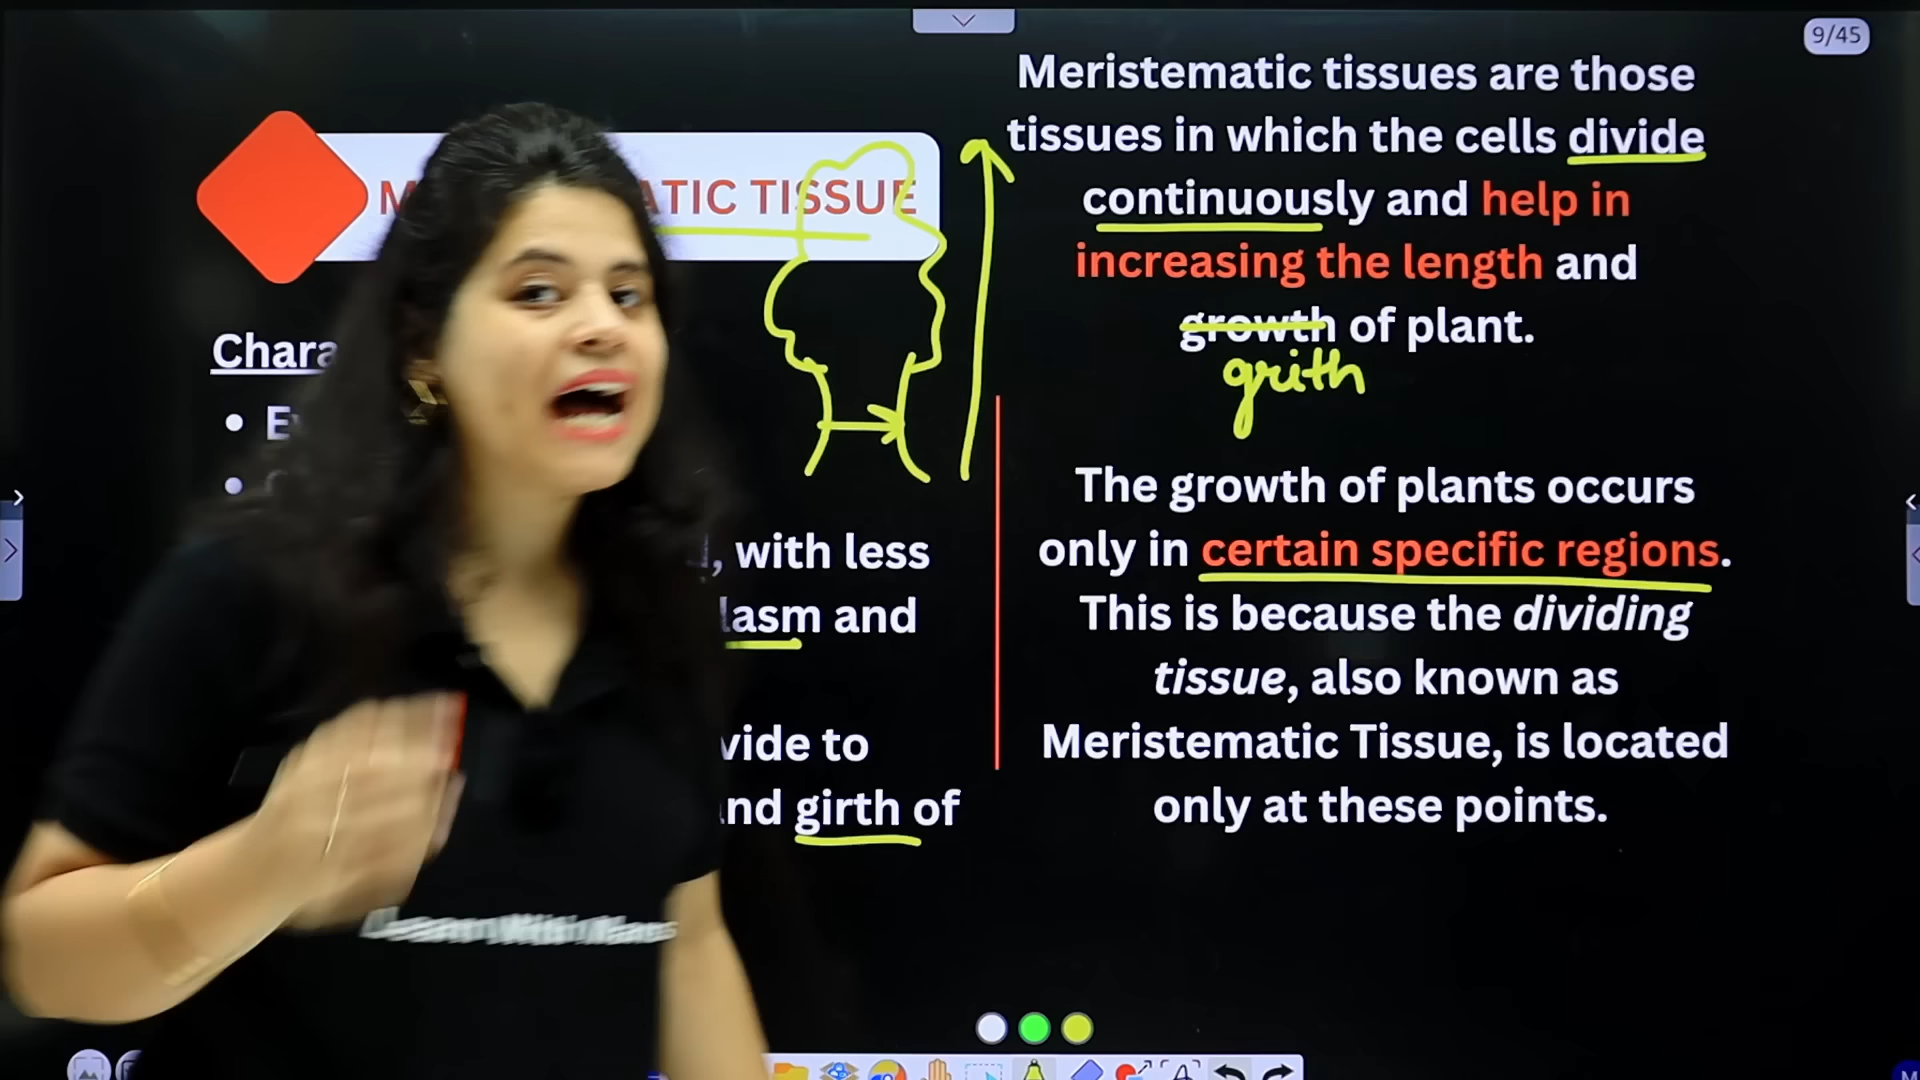 9/45
ATIC TISSUE
Meristematic tissues are those
tissues in which the cells divide
continuously and help in
increasing the length and
growth of plant.
grith
Chara
, with less
lasm and
vide to
nd girth of
The growth of plants occurs
only in certain specific regions.
This is because the dividing
tissue, also known as
Meristematic Tissue, is located
only at these points.